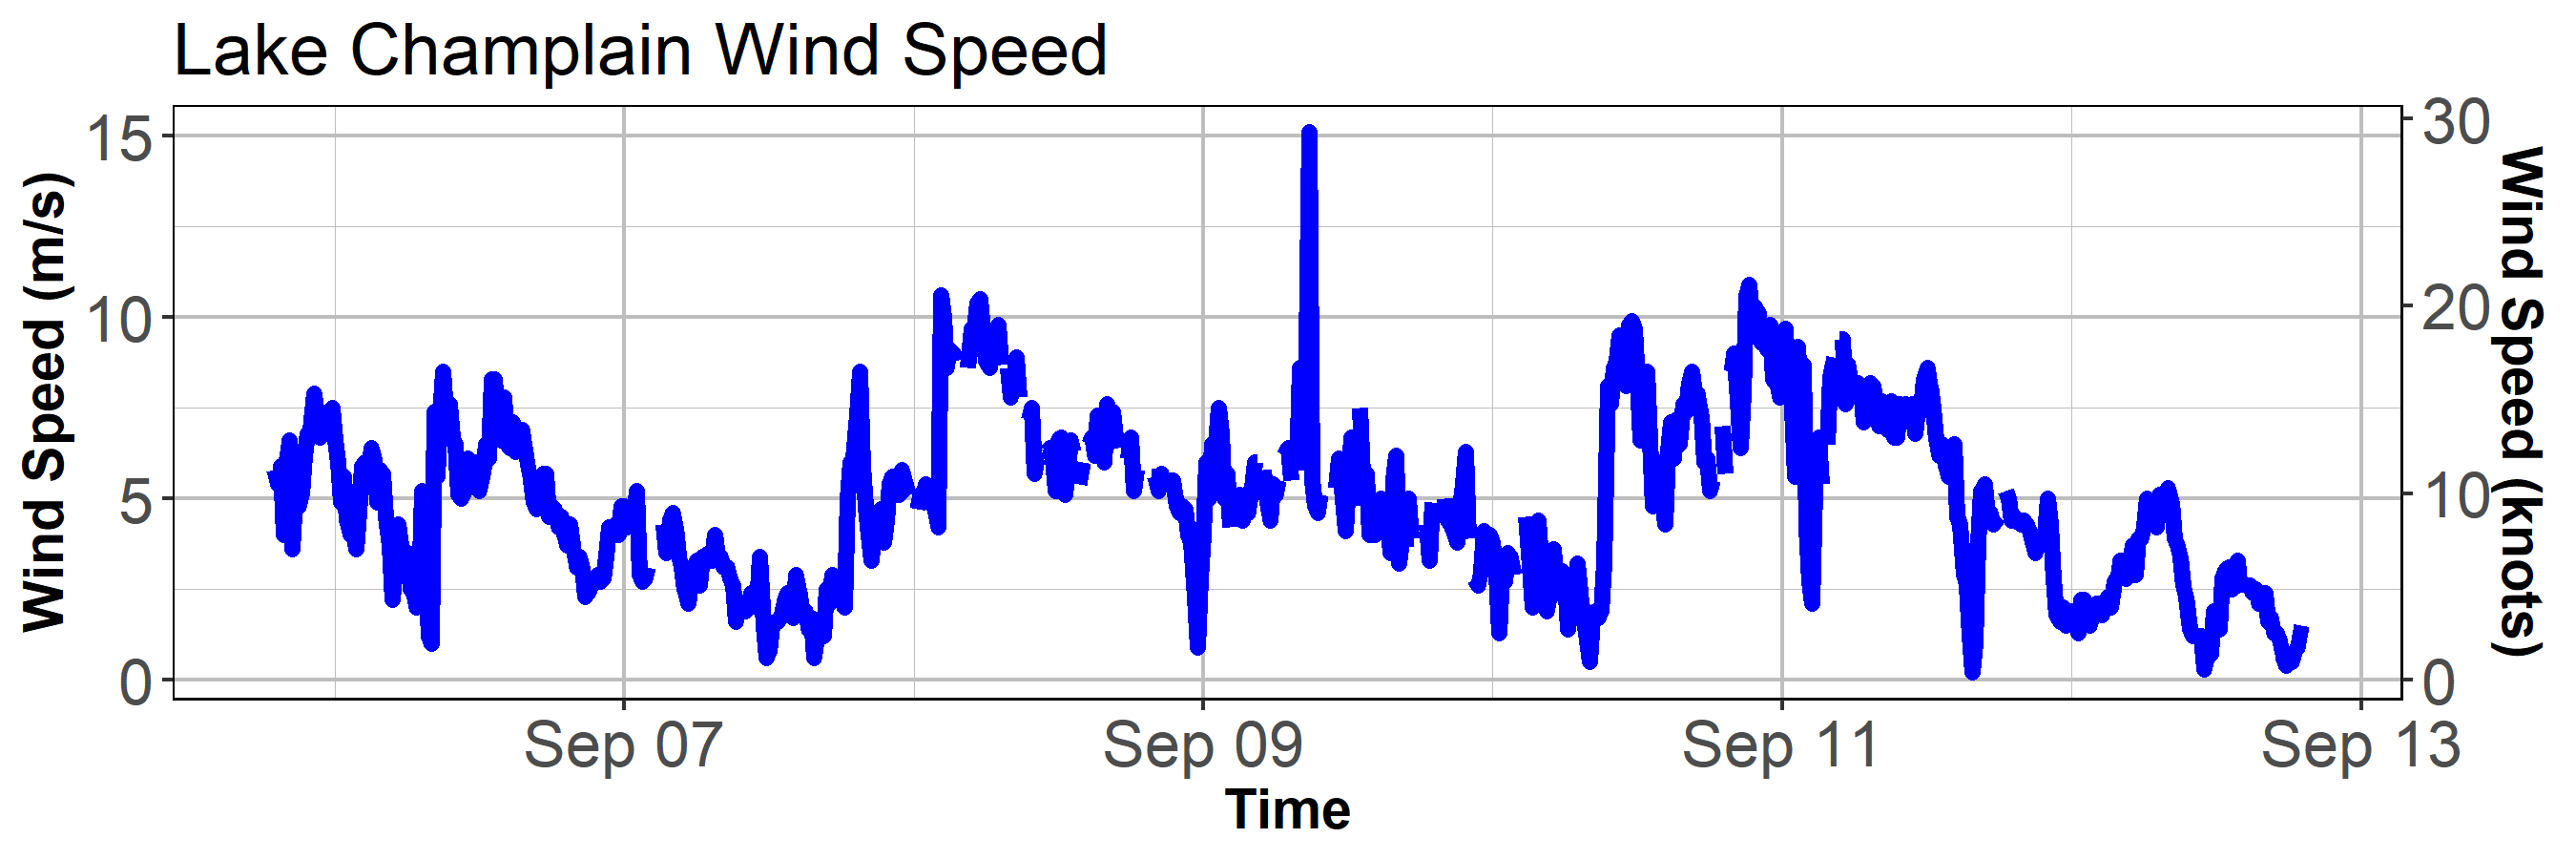 Lake Champlain Wind Speed
Wind Speed (m/s)
15
10
5
0
30
20
10
0
Wind Speed (knots)
Sep 07
Sep 09
Sep 11
Sep 13
Time